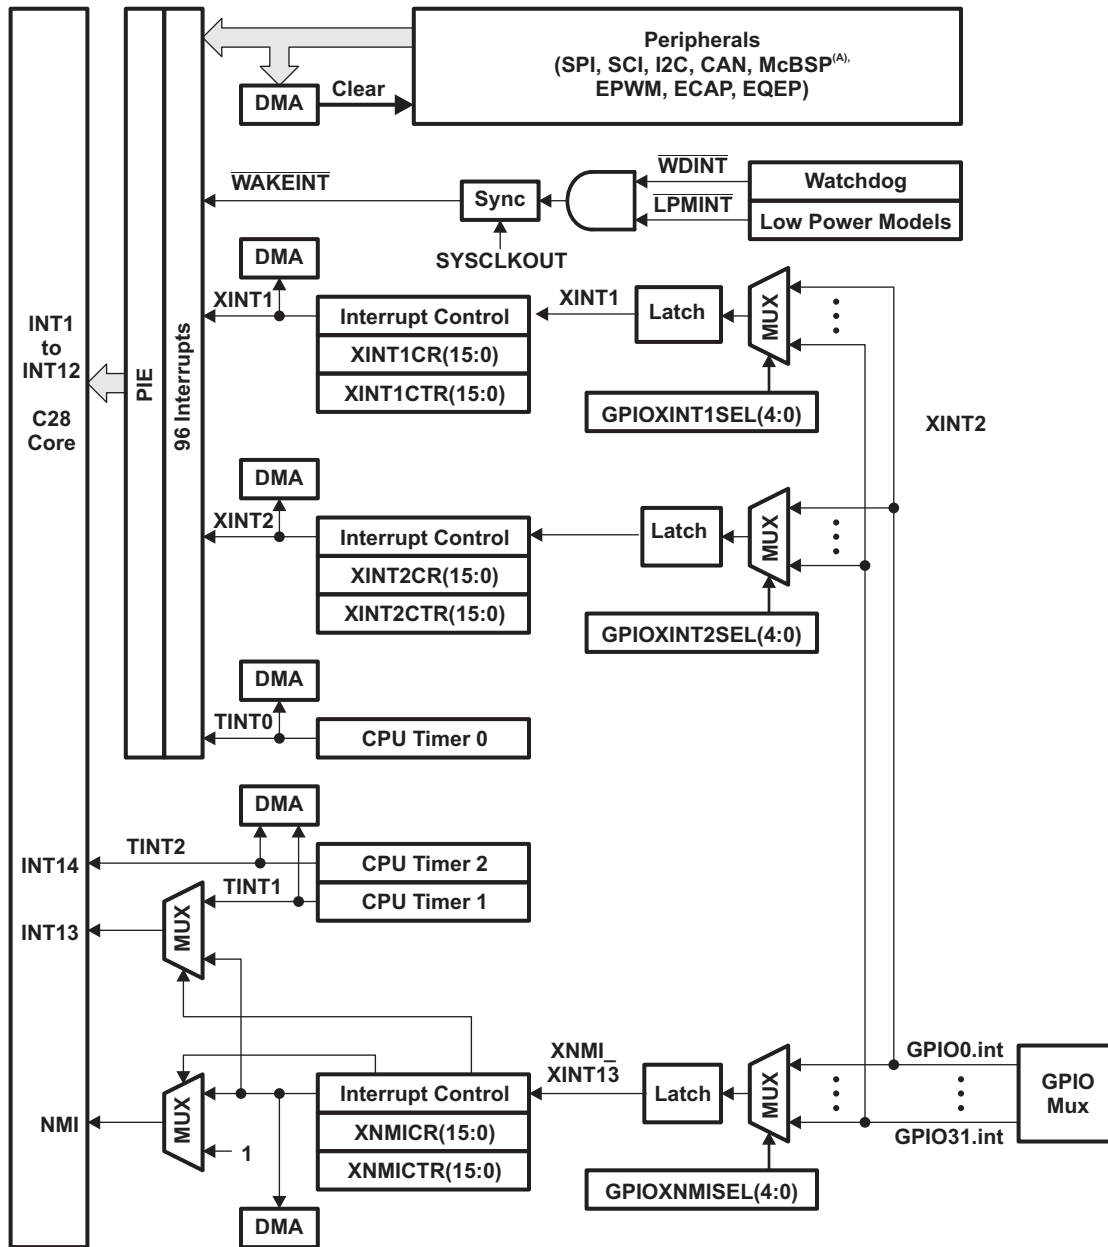 Peripherals
(SPI, SCI, I2C, CAN, McBSP(A),
EPWM, ECAP, EQEP)
DMA
Clear
WAKEINT
Sync
SYSCLKOUT
WDINT
LPMINT
Watchdog
Low Power Models
DMA
XINT1
Interrupt Control
XINT1CR(15:0)
XINT1CTR(15:0)
XINT1
Latch
MUX
GPIOXINT1SEL(4:0)
INT1
to
INT12
C28
Core
PIE
96 Interrupts
XINT2
DMA
XINT2
Interrupt Control
XINT2CR(15:0)
XINT2CTR(15:0)
Latch
MUX
GPIOXINT2SEL(4:0)
DMA
TINT0
CPU Timer 0
DMA
INT14
TINT2
CPU Timer 2
TINT1
CPU Timer 1
INT13
MUX
XNMI_
XINT13
NMI
MUX
1
Interrupt Control
XNMICR(15:0)
XNMICTR(15:0)
DMA
Latch
MUX
GPIOXNMISEL(4:0)
GPIO0.int
GPIO31.int
GPIO
Mux